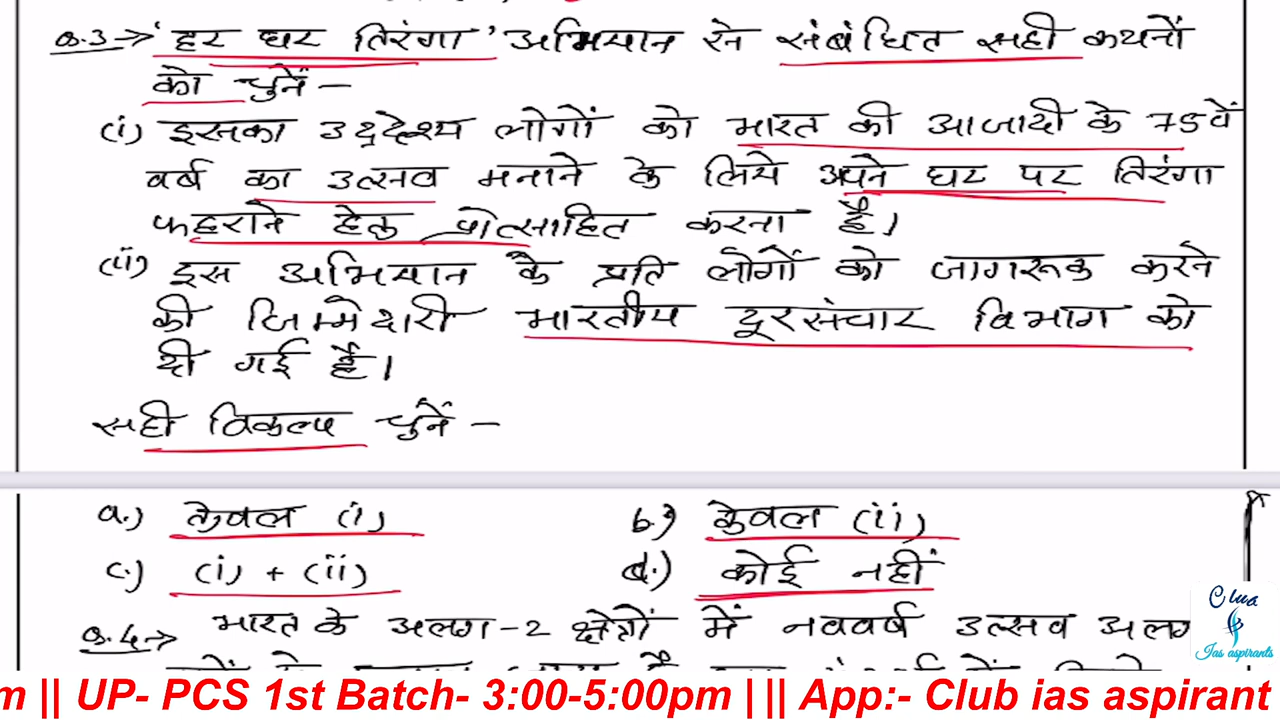 Q.3→ 'हर घर तिरंगा' अभियान से संबंधित सही कथनों
को चुनें –
(i) इसका उद्देश्य लोगों को भारत की आजादी के 75वें
वर्ष का उत्सव मनाने के लिये अपने घर पर तिरंगा
फहराने हेतु प्रोत्साहित करना है।
(ii) इस अभियान के प्रति लोगों को जागरूक करने
की जिम्मेदारी भारतीय दूरसंचार विभाग को
दी गई है।
सही विकल्प चुनें –
a.) केवल (i) b.) केवल (ii)
c.) (i) + (ii) d.) कोई नहीं
Q.4→ भारत के अलग-2 क्षेत्रों में नववर्ष उत्सव अलग
Club
Ias aspirants
m || UP- PCS 1st Batch- 3:00-5:00pm | || App:- Club ias aspirant